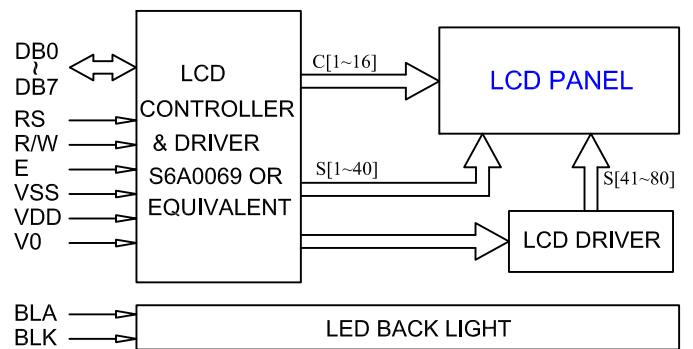 DB0
~
DB7
RS
R/W
E
VSS
VDD
V0
LCD
CONTROLLER
& DRIVER
S6A0069 OR
EQUIVALENT
C[1~16]
S[1~40]
LCD PANEL
S[41~80]
LCD DRIVER
BLA
BLK
LED BACK LIGHT